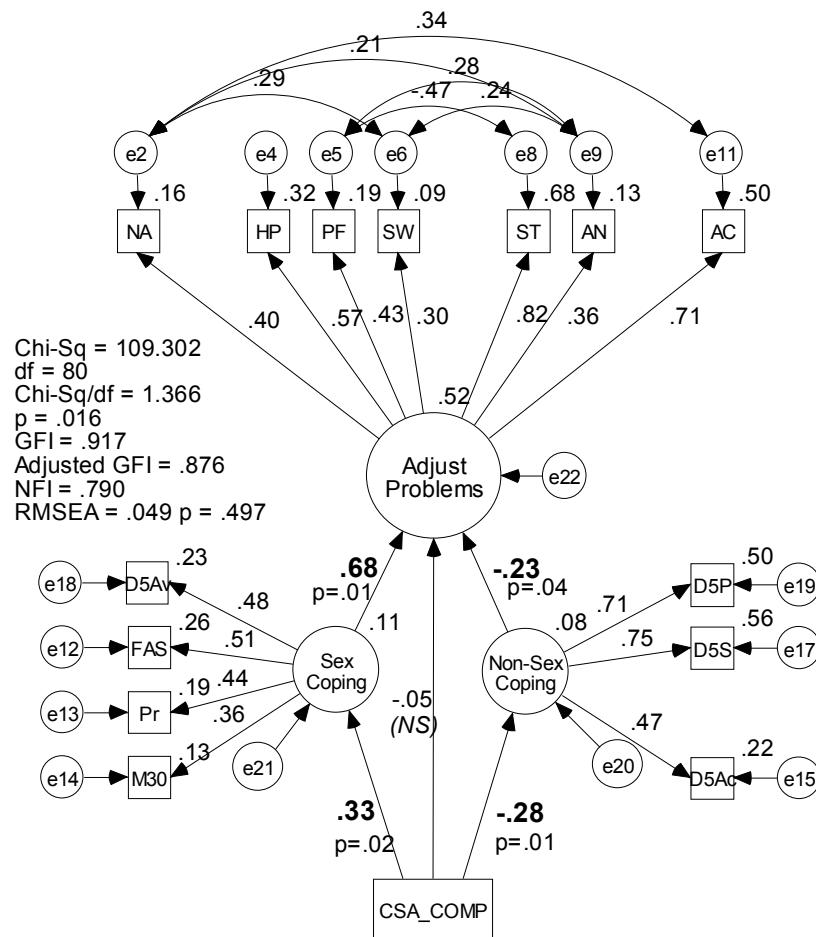 .34
.21
.28
.29 -.47 .24
e2 e4 e5 e6 e8 e9 e11
.16 .32 .19 .09 .68 .13 .50
NA HP PF SW ST AN AC
.40 .57 .43 .30 .82 .36 .71
Chi-Sq = 109.302
df = 80
Chi-Sq/df = 1.366
p = .016
GFI = .917
Adjusted GFI = .876
NFI = .790
RMSEA = .049 p = .497
.52
Adjust
Problems
e22
.23
e18 D5Av
.48
.68
p=.01
-.23
p=.04
.50
D5P e19
.71
.26
e12 FAS
.51
.11
Sex
Coping
.08
Non-Sex
Coping
.75
.56
D5S e17
.19 .44
e13 Pr
.36
-.05
(NS)
.47
.13
e14 M30
e21
e20
.22
D5Ac e15
.33
p=.02
-.28
p=.01
CSA_COMP